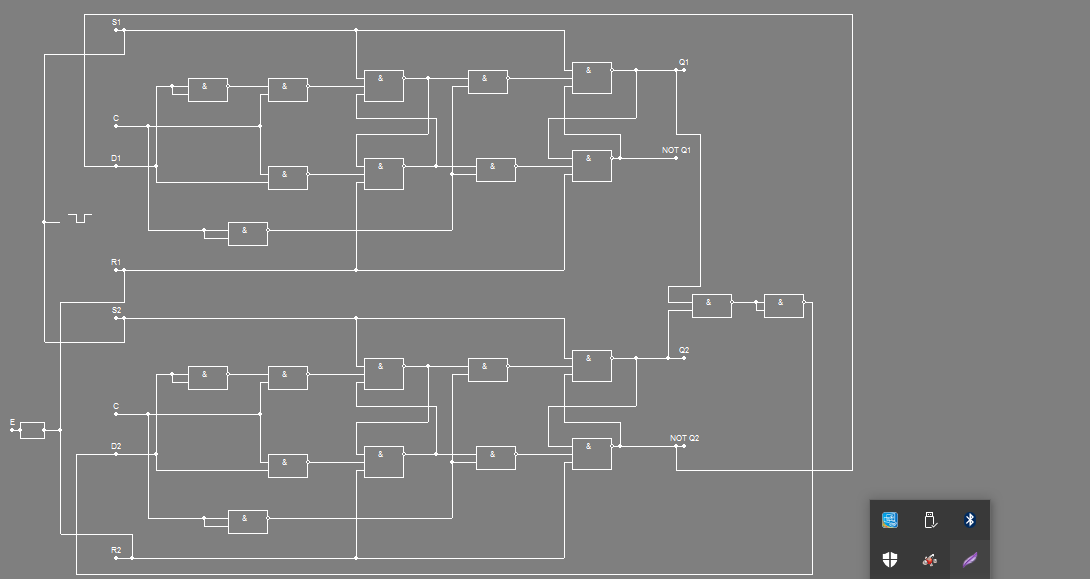 S1
& & & & & Q1
C
D1 NOT Q1
& & & &
&
R1
& &
S2
Q2
& & & & &
C
E
D2 NOT Q2
& & & &
&
R2